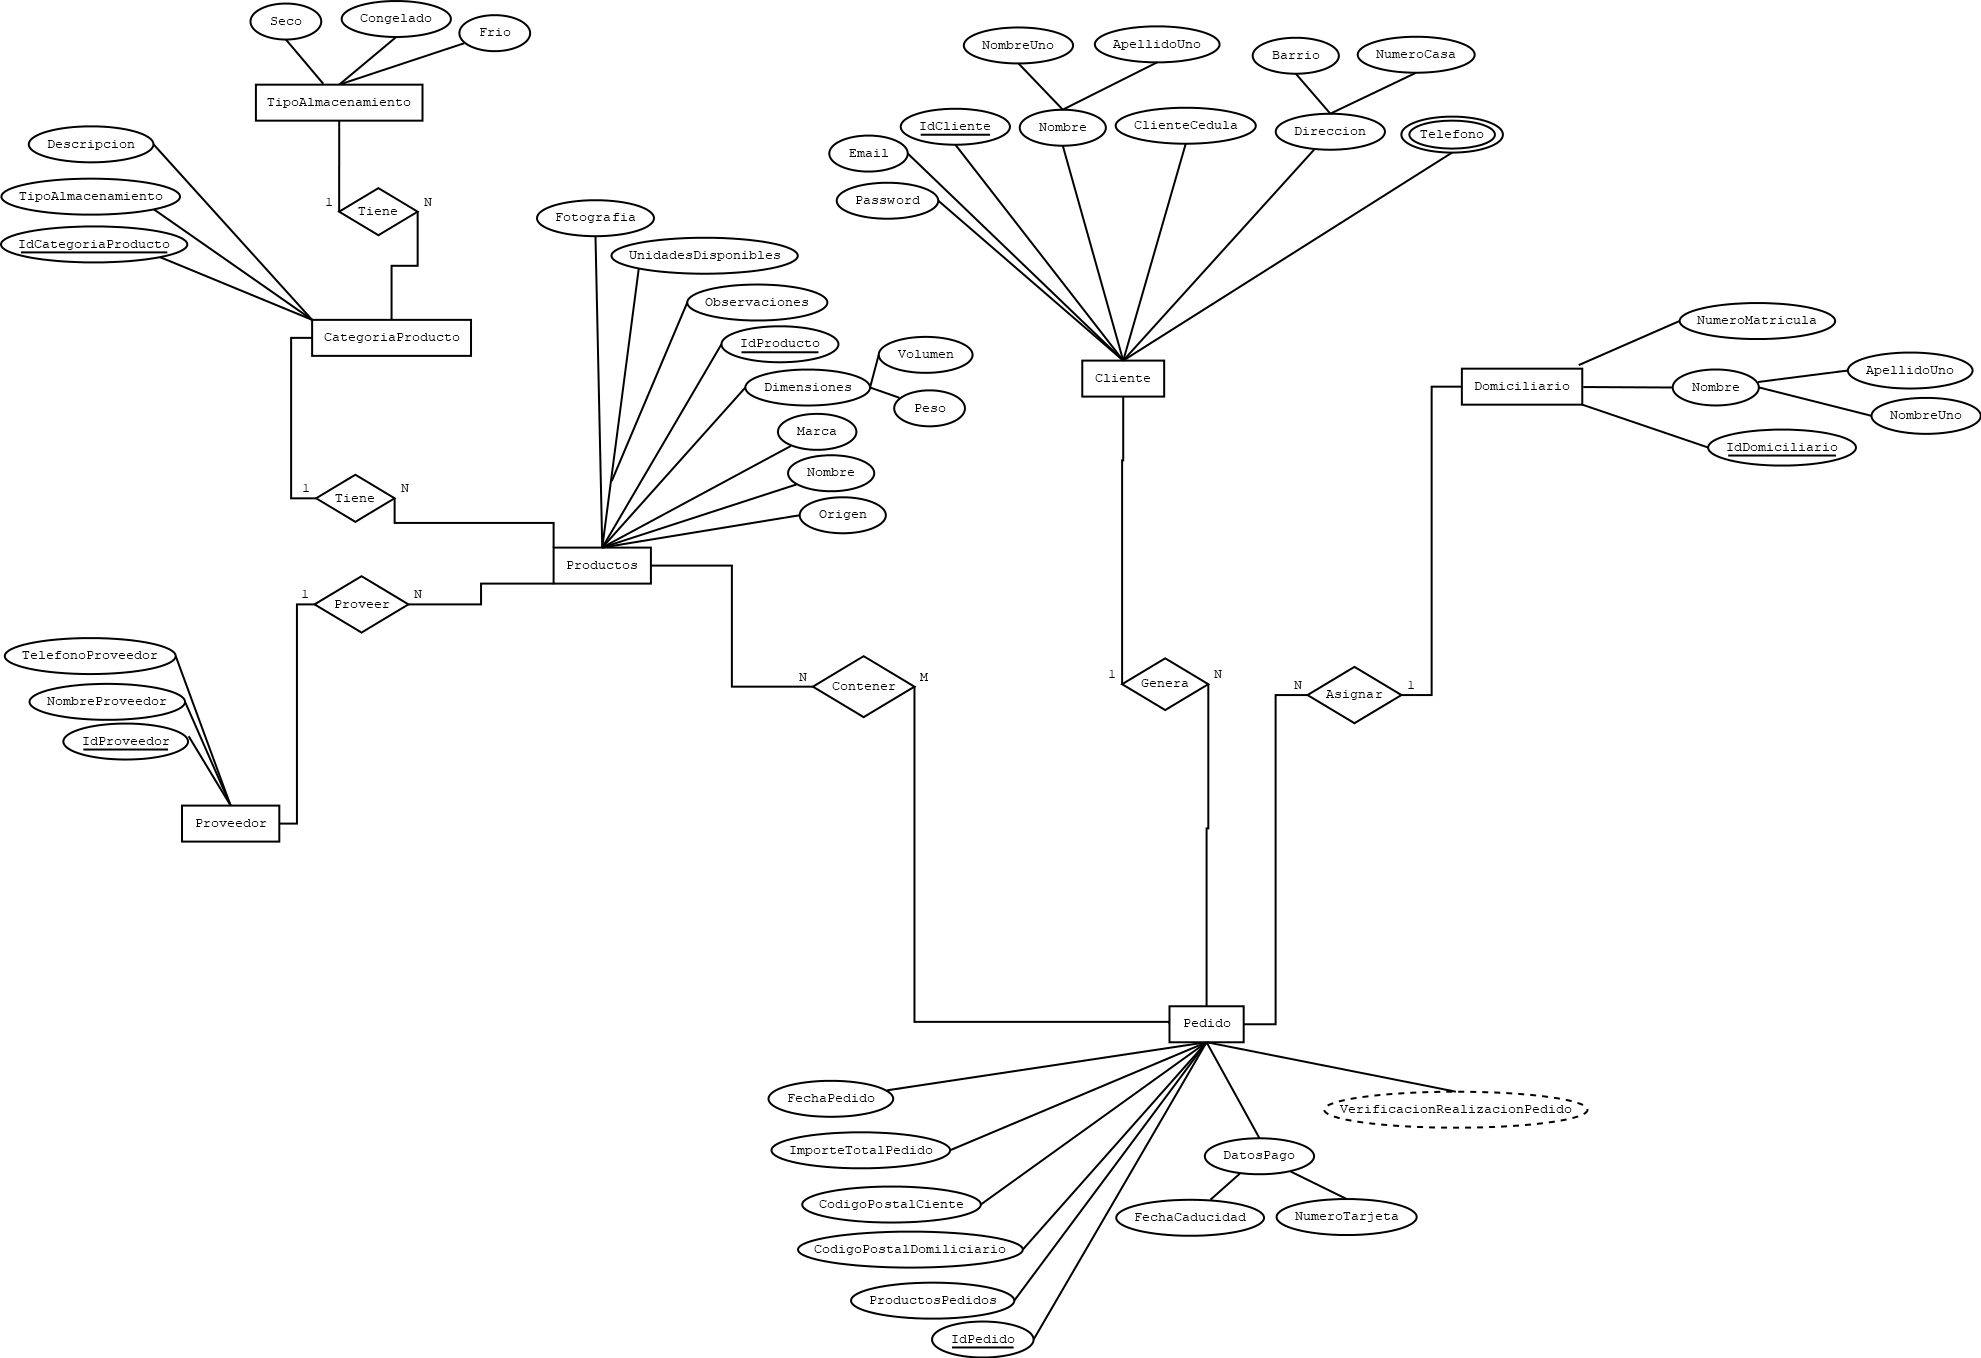 Seco
Congelado
Frio
TipoAlmacenamiento
Descripcion
TipoAlmacenamiento
IdCategoriaProducto
1
Tiene
N
CategoriaProducto
1
Tiene
N
Fotografia
UnidadesDisponibles
Observaciones
IdProducto
Dimensiones
Volumen
Peso
Marca
Nombre
Origen
Productos
1
Proveer
N
TelefonoProveedor
NombreProveedor
IdProveedor
Proveedor
N
Contener
M
NombreUno
ApellidoUno
Barrio
NumeroCasa
IdCliente
Nombre
ClienteCedula
Direccion
Telefono
Email
Password
Cliente
1
Genera
N
NumeroMatricula
Nombre
ApellidoUno
NombreUno
IdDomiciliario
Domiciliario
N
Asignar
1
Pedido
FechaPedido
ImporteTotalPedido
CodigoPostalCiente
CodigoPostalDomiliciario
ProductosPedidos
IdPedido
DatosPago
FechaCaducidad
NumeroTarjeta
VerificacionRealizacionPedido